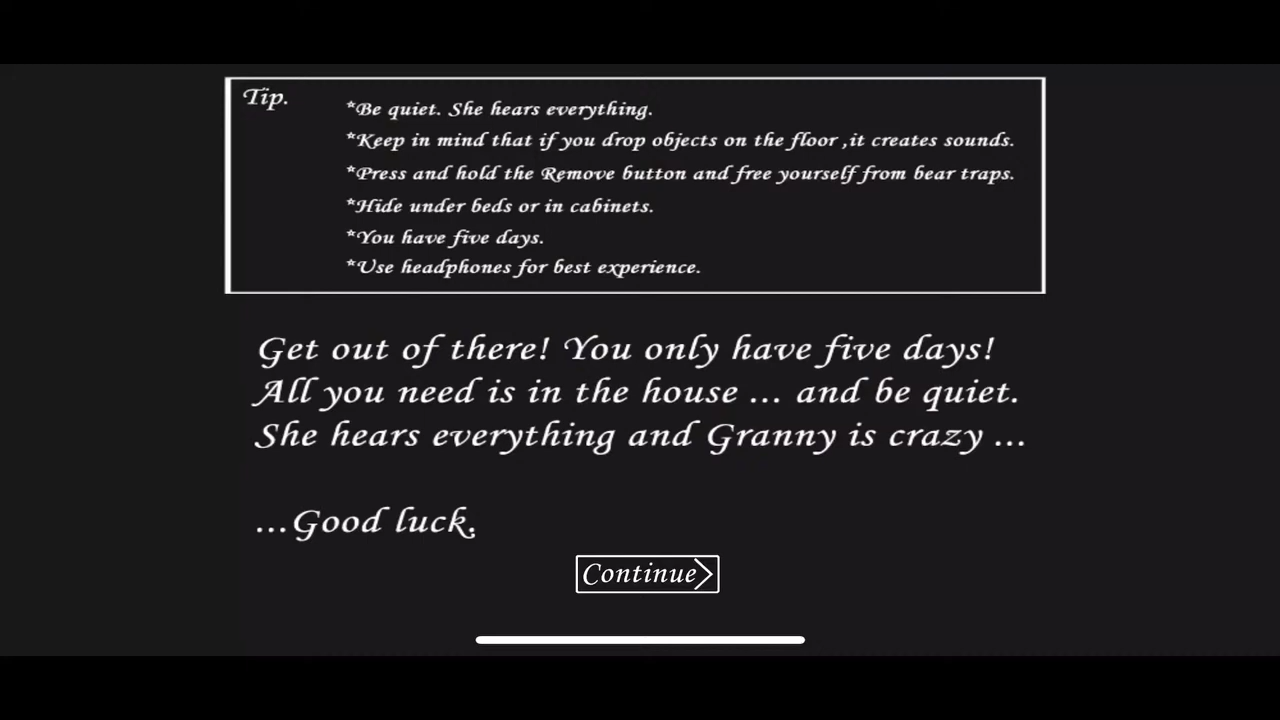 Tip.
*Be quiet. She hears everything.
*Keep in mind that if you drop objects on the floor ,it creates sounds.
*Press and hold the Remove button and free yourself from bear traps.
*Hide under beds or in cabinets.
*You have five days.
*Use headphones for best experience.
Get out of there! You only have five days!
All you need is in the house ... and be quiet.
She hears everything and Granny is crazy ...
...Good luck.
Continue>